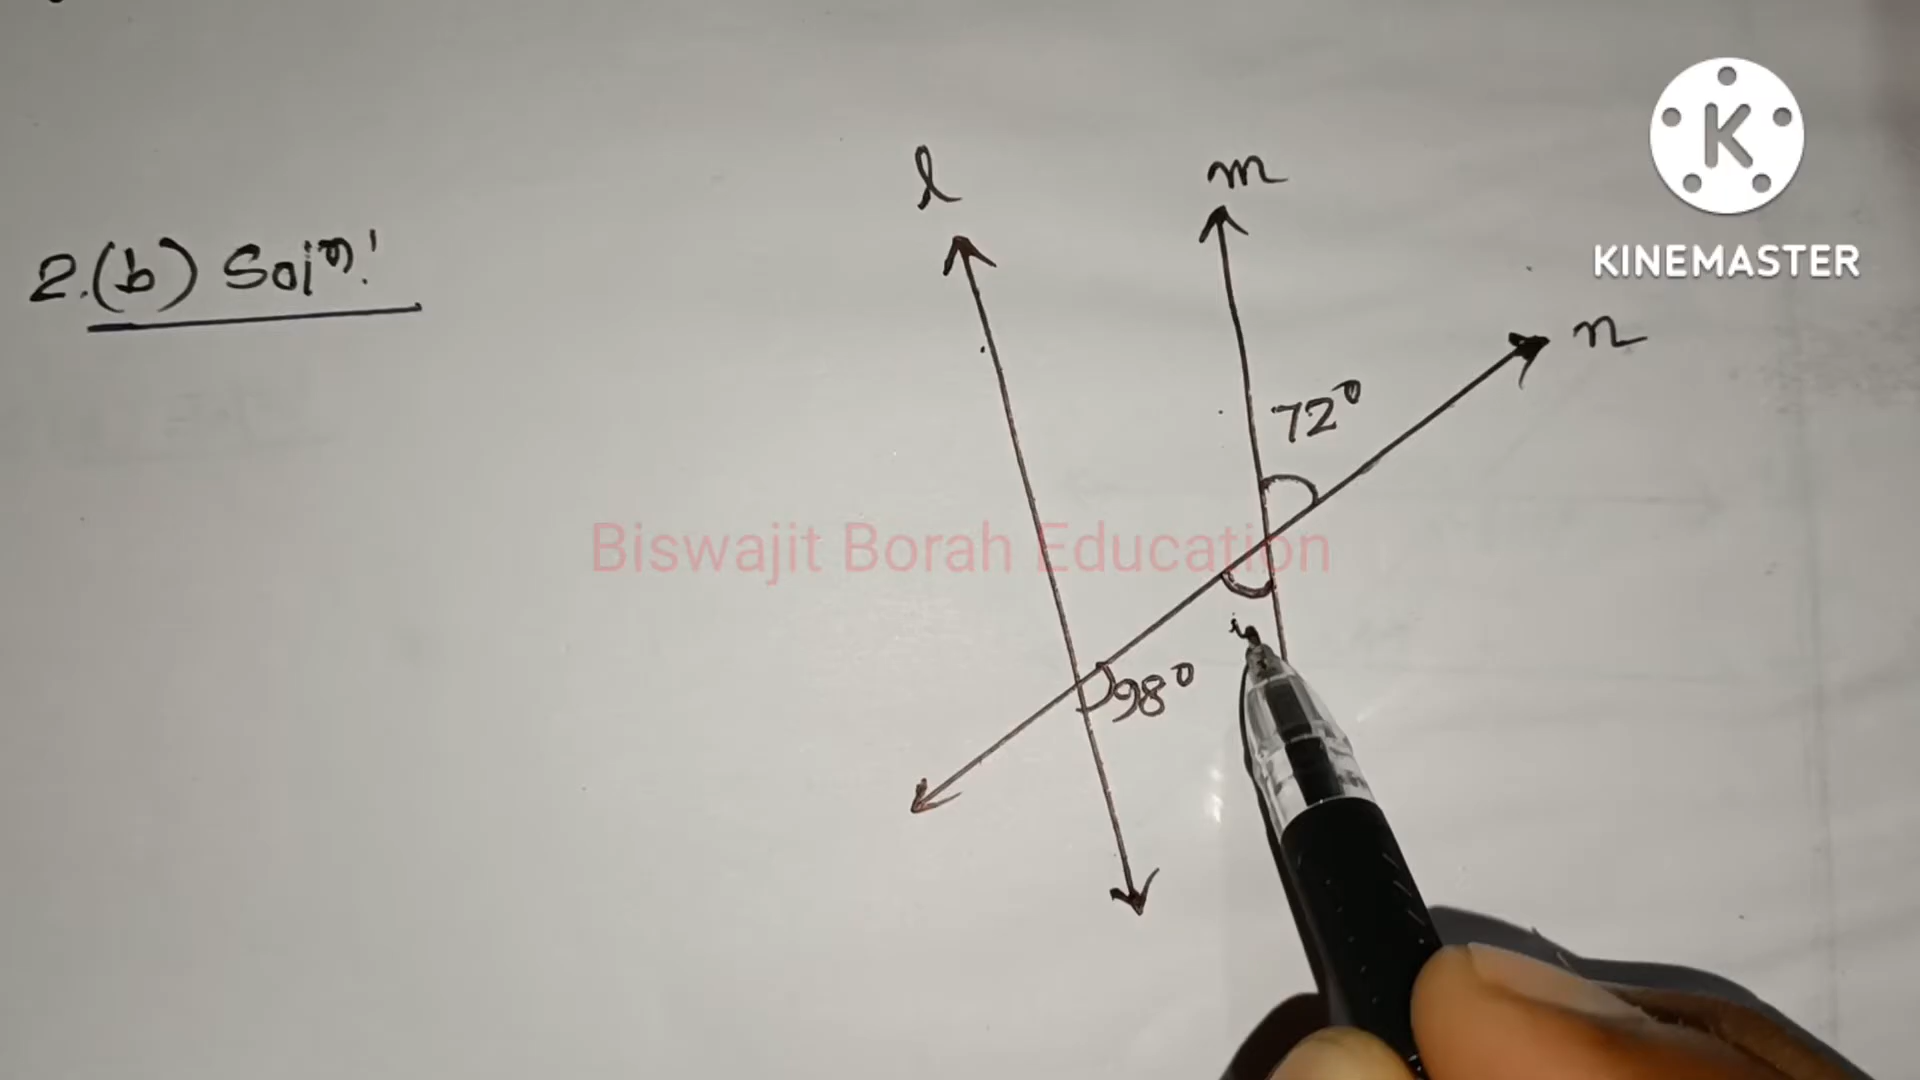 l
m
K
KINEMASTER
2.(b) Solⁿ:
n
72°
Biswajit Borah Education
98°